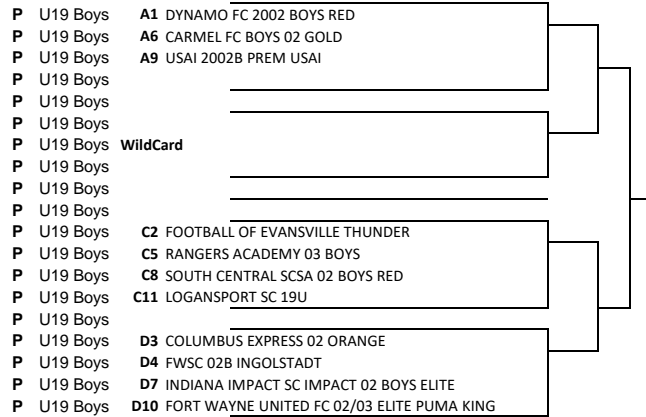 P U19 Boys A1 DYNAMO FC 2002 BOYS RED
P U19 Boys A6 CARMEL FC BOYS 02 GOLD
P U19 Boys A9 USAI 2002B PREM USAI
P U19 Boys
P U19 Boys
P U19 Boys
P U19 Boys WildCard
P U19 Boys
P U19 Boys
P U19 Boys
P U19 Boys C2 FOOTBALL OF EVANSVILLE THUNDER
P U19 Boys C5 RANGERS ACADEMY 03 BOYS
P U19 Boys C8 SOUTH CENTRAL SCSA 02 BOYS RED
P U19 Boys C11 LOGANSPORT SC 19U
P U19 Boys
P U19 Boys D3 COLUMBUS EXPRESS 02 ORANGE
P U19 Boys D4 FWSC 02B INGOLSTADT
P U19 Boys D7 INDIANA IMPACT SC IMPACT 02 BOYS ELITE
P U19 Boys D10 FORT WAYNE UNITED FC 02/03 ELITE PUMA KING